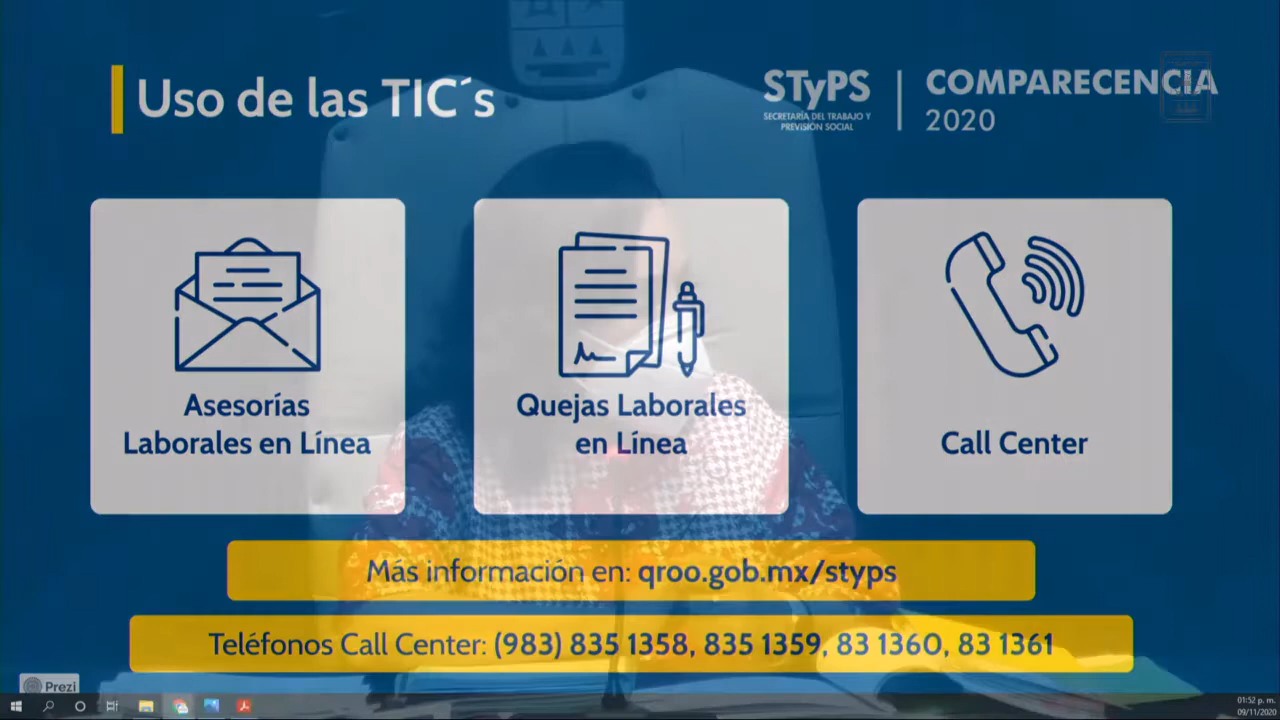 Uso de las TIC´s
STyPS
SECRETARÍA DEL TRABAJO Y
PREVISIÓN SOCIAL
COMPARECENCIA
2020
Asesorías
Laborales en Línea
Quejas Laborales
en Línea
Call Center
Más información en: qroo.gob.mx/styps
Teléfonos Call Center: (983) 835 1358, 835 1359, 83 1360, 83 1361
Prezi
01:52 p. m.
09/11/2020